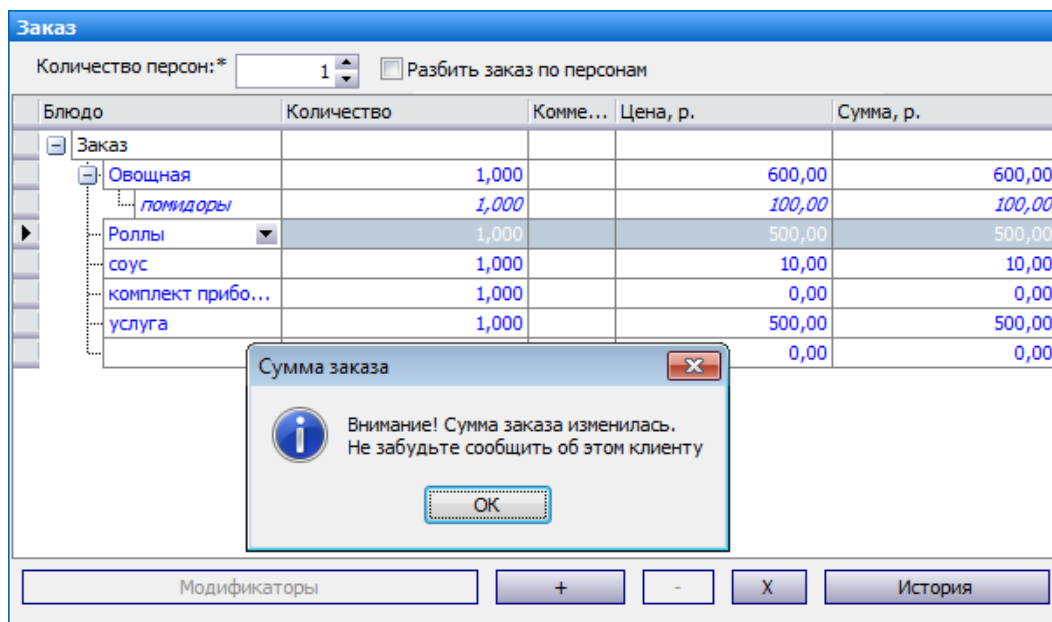 Заказ
Количество персон:* 1 Разбить заказ по персонам
Блюдо Количество Комме... Цена, р. Сумма, р.
Заказ
Овощная 1,000 600,00 600,00
помидоры 1,000 100,00 100,00
Роллы 1,000 500,00 500,00
соус 1,000 10,00 10,00
комплект прибо... 1,000 0,00 0,00
услуга 1,000 500,00 500,00
0,00 0,00
Сумма заказа
Внимание! Сумма заказа изменилась.
Не забудьте сообщить об этом клиенту
ОК
Модификаторы + - X История